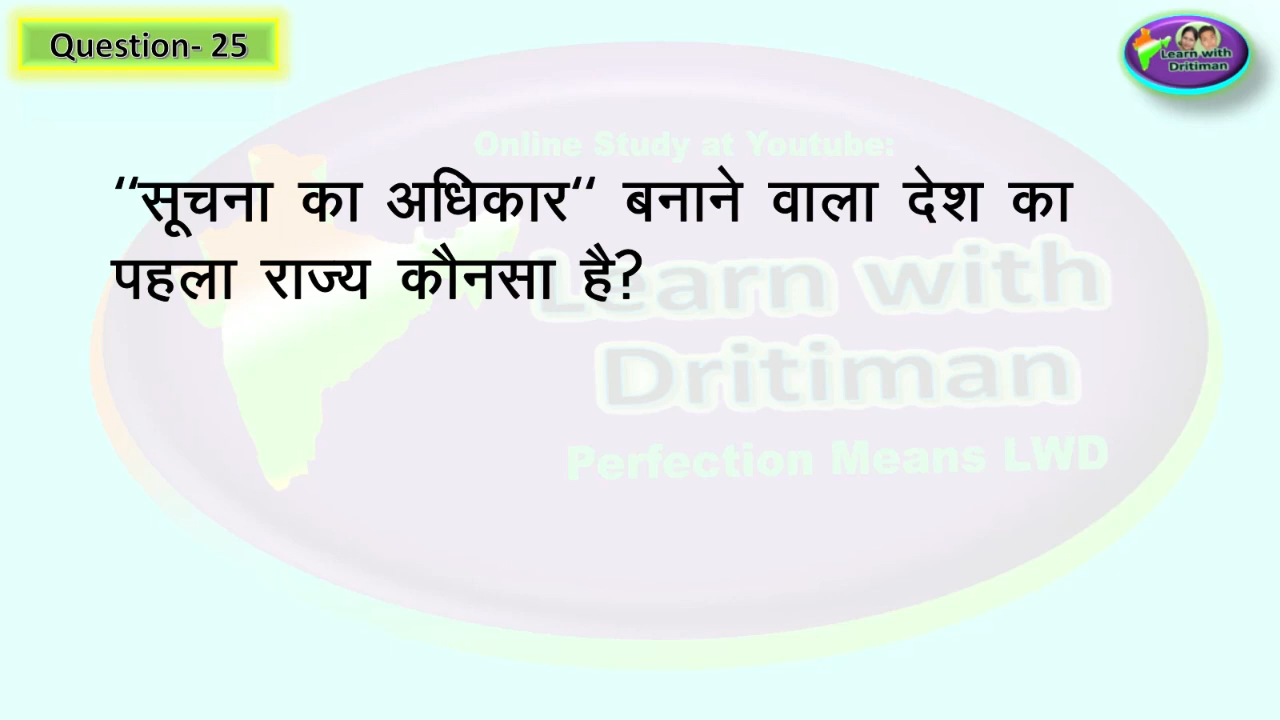 Question- 25
Learn with
Dritiman
Online Study at Youtube:
“सूचना का अधिकार“ बनाने वाला देश का
पहला राज्य कौनसा है?
Learn with
Dritiman
Perfection Means LWD